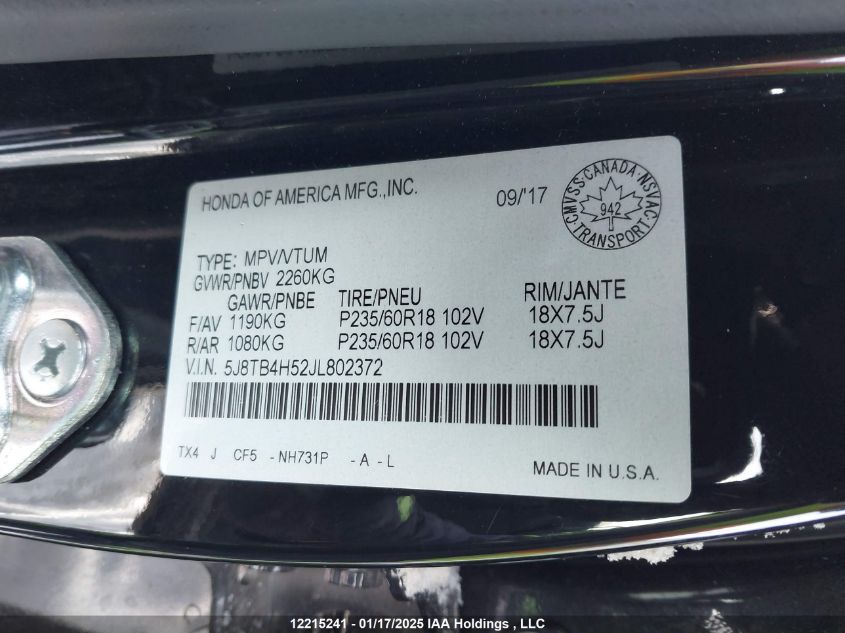 HONDA OF AMERICA MFG.,INC.
09/'17
CMVSS·CANADA·NSVAC
942
TRANSPORT
TYPE: MPV/VTUM
GVWR/PNBV 2260KG
GAWR/PNBE TIRE/PNEU RIM/JANTE
F/AV 1190KG P235/60R18 102V 18X7.5J
R/AR 1080KG P235/60R18 102V 18X7.5J
V.I.N. 5J8TB4H52JL802372
TX4 J CF5 -NH731P -A -L
MADE IN U.S.A.
12215241 - 01/17/2025 IAA Holdings , LLC